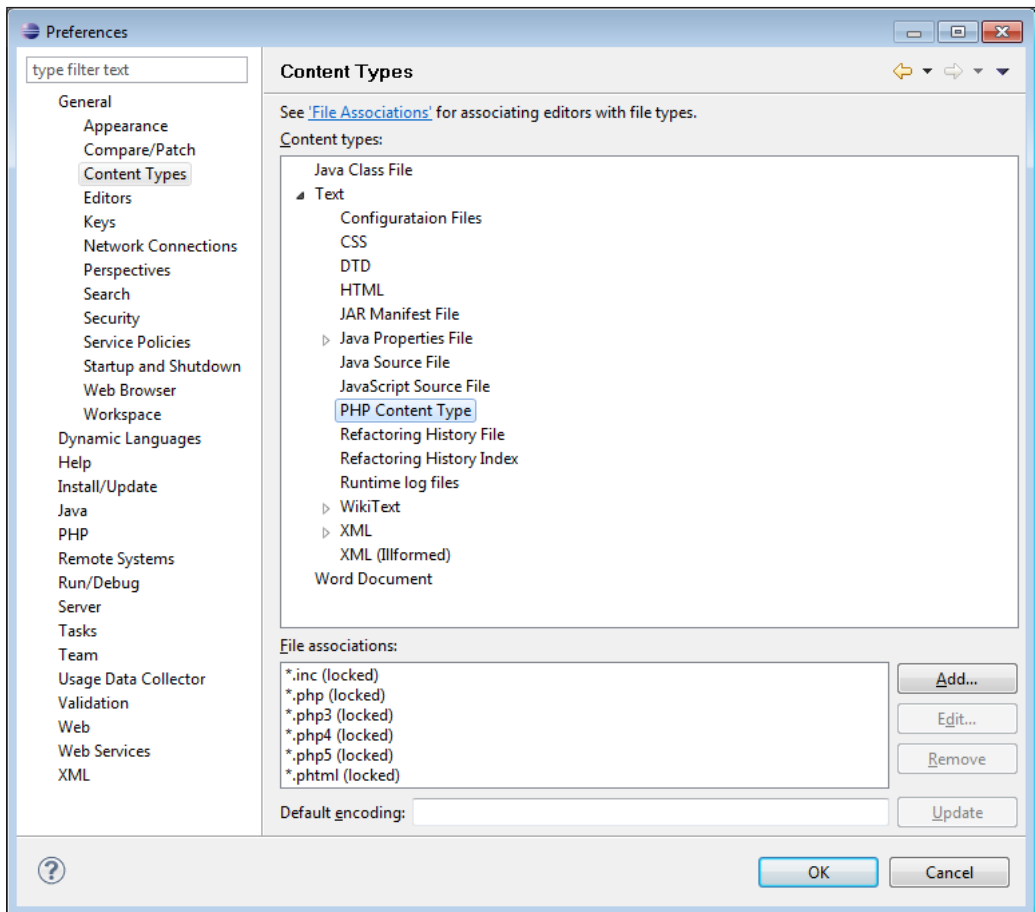 Preferences
type filter text
General
Appearance
Compare/Patch
Content Types
Editors
Keys
Network Connections
Perspectives
Search
Security
Service Policies
Startup and Shutdown
Web Browser
Workspace
Dynamic Languages
Help
Install/Update
Java
PHP
Remote Systems
Run/Debug
Server
Tasks
Team
Usage Data Collector
Validation
Web
Web Services
XML
Content Types
See 'File Associations' for associating editors with file types.
Content types:
Java Class File
Text
Configurataion Files
CSS
DTD
HTML
JAR Manifest File
Java Properties File
Java Source File
JavaScript Source File
PHP Content Type
Refactoring History File
Refactoring History Index
Runtime log files
WikiText
XML
XML (Illformed)
Word Document
File associations:
*.inc (locked)
*.php (locked)
*.php3 (locked)
*.php4 (locked)
*.php5 (locked)
*.phtml (locked)
Add...
Edit...
Remove
Default encoding:
Update
?
OK
Cancel